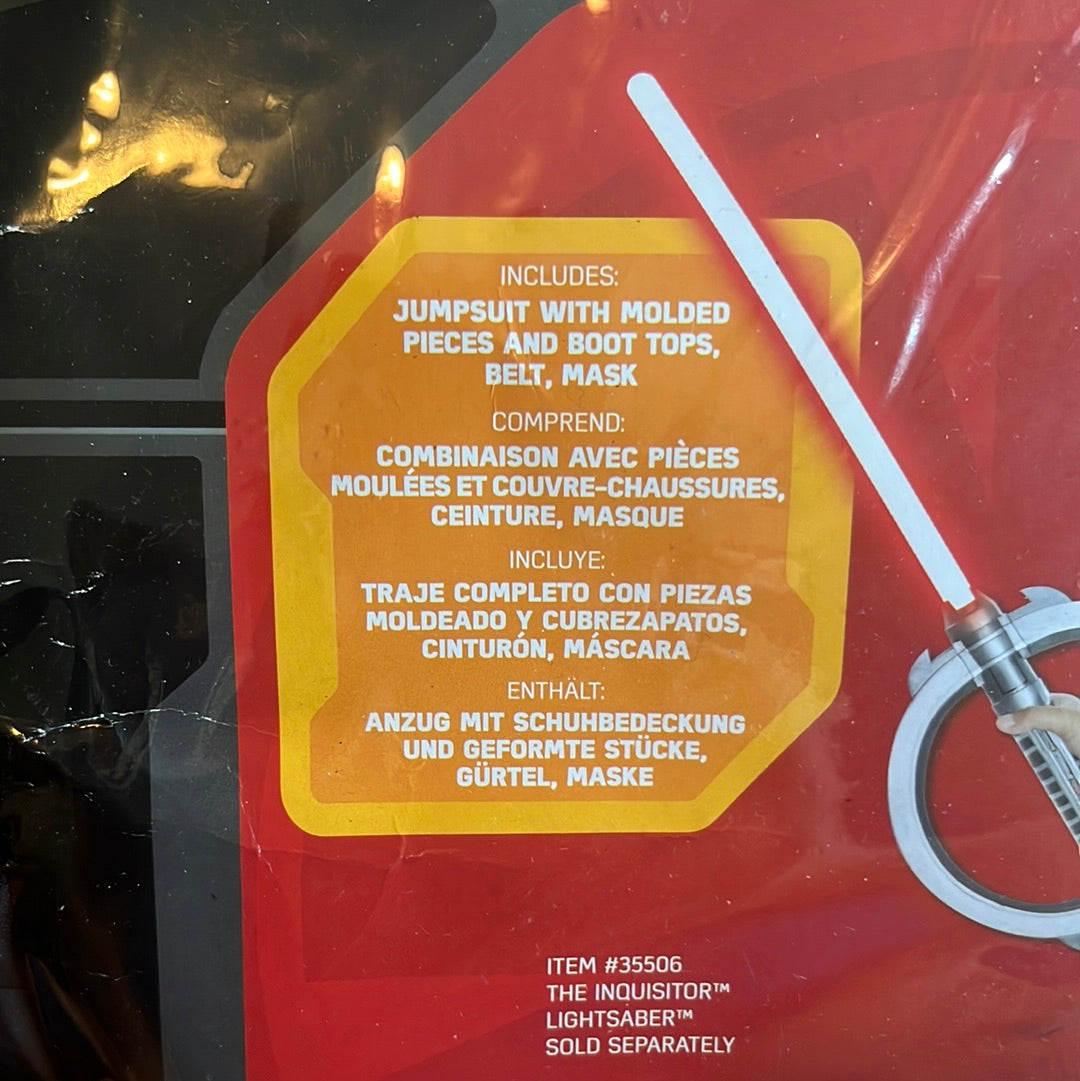 INCLUDES:
JUMPSUIT WITH MOLDED
PIECES AND BOOT TOPS,
BELT, MASK
COMPREND:
COMBINAISON AVEC PIÈCES
MOULÉES ET COUVRE-CHAUSSURES,
CEINTURE, MASQUE
INCLUYE:
TRAJE COMPLETO CON PIEZAS
MOLDEADO Y CUBREZAPATOS,
CINTURÓN, MÁSCARA
ENTHÄLT:
ANZUG MIT SCHUHBEDECKUNG
UND GEFORMTE STÜCKE,
GÜRTEL, MASKE
ITEM #35506
THE INQUISITOR™
LIGHTSABER™
SOLD SEPARATELY